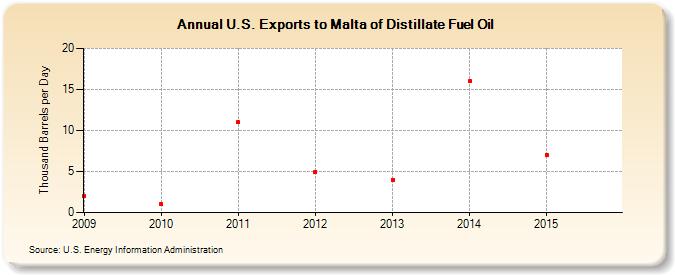 Annual U.S. Exports to Malta of Distillate Fuel Oil
Thousand Barrels per Day
20
15
10
5
0
2009 2010 2011 2012 2013 2014 2015
Source: U.S. Energy Information Administration